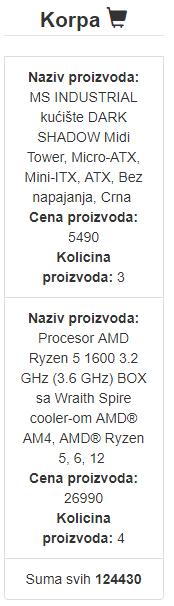 Korpa
Naziv proizvoda:
MS INDUSTRIAL
kućište DARK
SHADOW Midi
Tower, Micro-ATX,
Mini-ITX, ATX, Bez
napajanja, Crna
Cena proizvoda:
5490
Kolicina
proizvoda: 3
Naziv proizvoda:
Procesor AMD
Ryzen 5 1600 3.2
GHz (3.6 GHz) BOX
sa Wraith Spire
cooler-om AMD®
AM4, AMD® Ryzen
5, 6, 12
Cena proizvoda:
26990
Kolicina
proizvoda: 4
Suma svih 124430